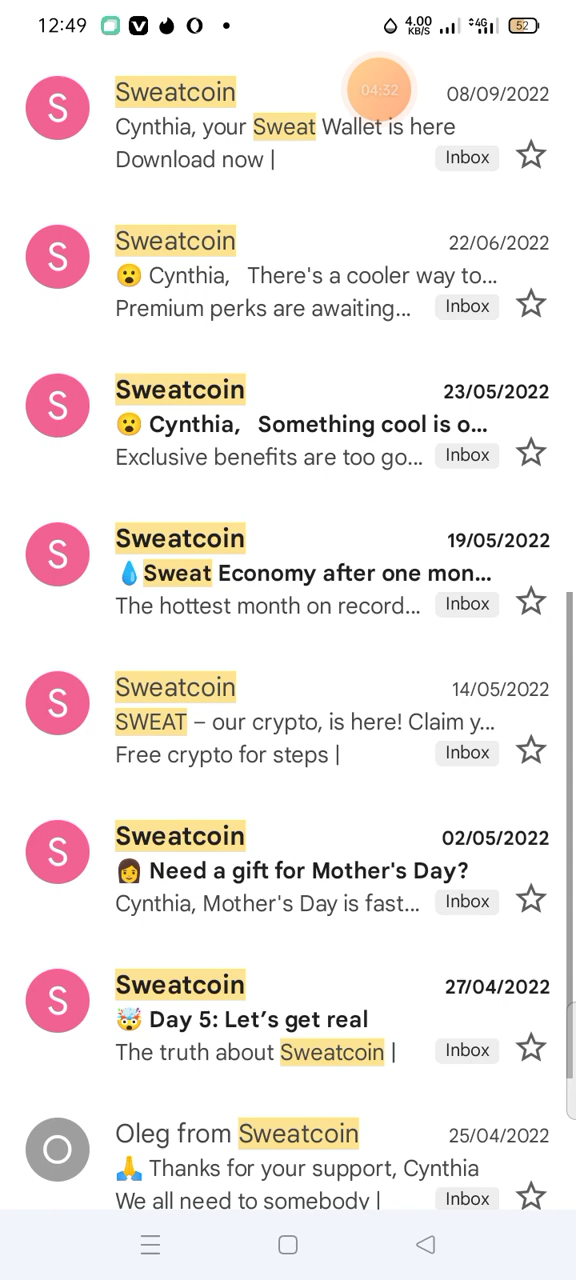 12:49 V 4.00 KB/S 4G 52
04:32
S Sweatcoin 08/09/2022
Cynthia, your Sweat Wallet is here
Download now | Inbox
S Sweatcoin 22/06/2022
😮 Cynthia, There's a cooler way to...
Premium perks are awaiting... Inbox
S Sweatcoin 23/05/2022
😮 Cynthia, Something cool is o...
Exclusive benefits are too go... Inbox
S Sweatcoin 19/05/2022
💧Sweat Economy after one mon...
The hottest month on record... Inbox
S Sweatcoin 14/05/2022
SWEAT – our crypto, is here! Claim y...
Free crypto for steps | Inbox
S Sweatcoin 02/05/2022
👩 Need a gift for Mother's Day?
Cynthia, Mother's Day is fast... Inbox
S Sweatcoin 27/04/2022
🤯 Day 5: Let’s get real
The truth about Sweatcoin | Inbox
O Oleg from Sweatcoin 25/04/2022
🙏 Thanks for your support, Cynthia
We all need to somebody | Inbox